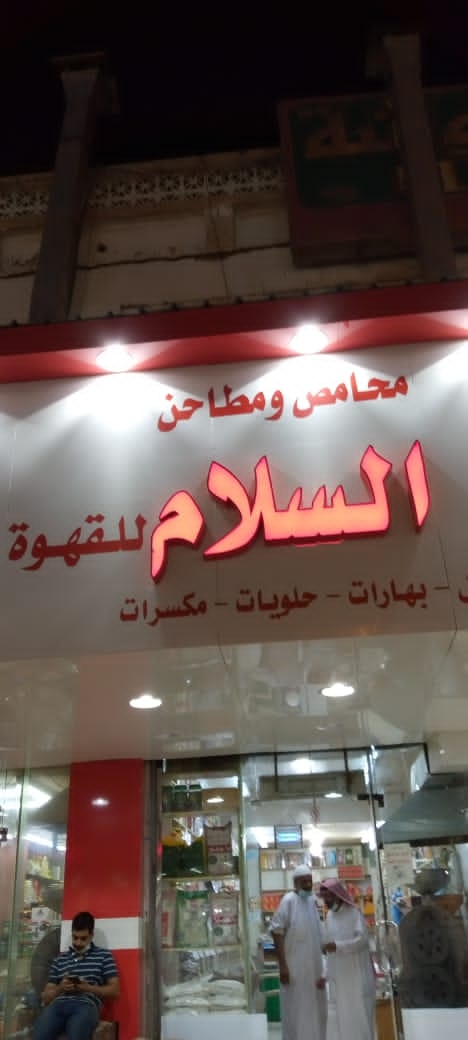 محامص ومطاحن
السلام للقهوة
- بهارات - حلويات - مكسرات